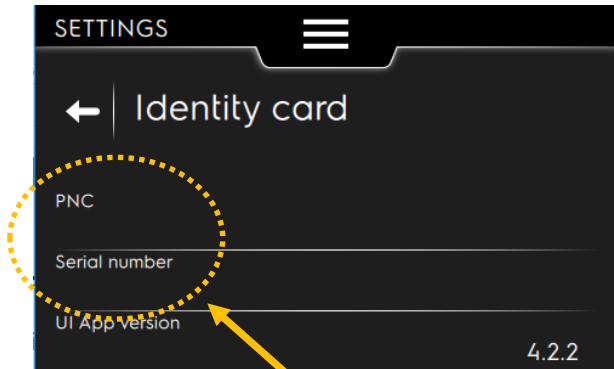 SETTINGS
Identity card
PNC
Serial number
UI App version
4.2.2